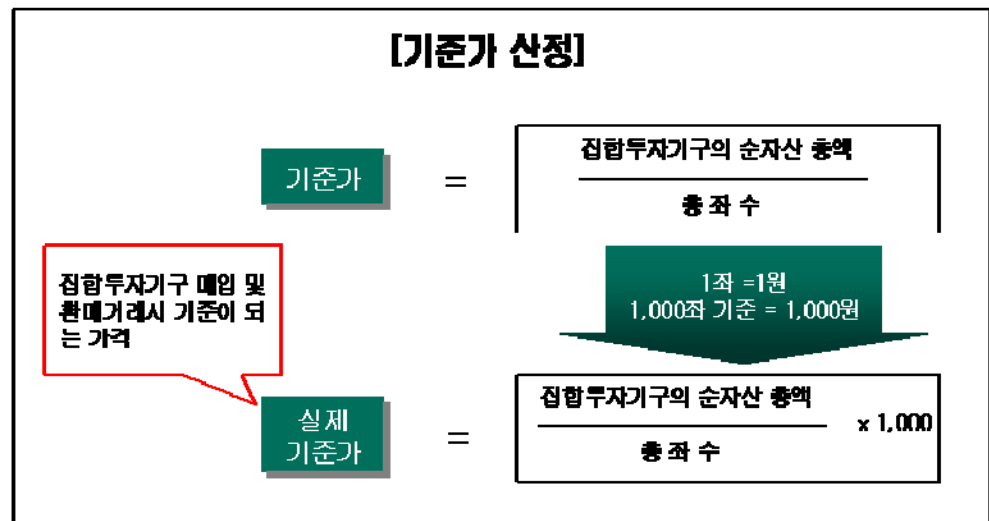 [기준가 산정]
기준가
=
집합투자기구의 순자산 총액
총 좌 수
집합투자기구 매입 및
환매거래시 기준이 되
는 가격
1좌 =1원
1,000좌 기준 = 1,000원
실제
기준가
=
집합투자기구의 순자산 총액
총 좌 수
x 1,000